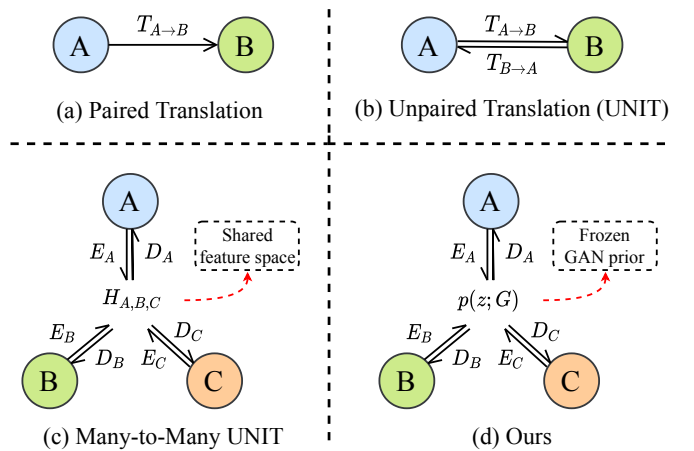 A
T_{A→B}
B
(a) Paired Translation
A
T_{A→B}
T_{B→A}
B
(b) Unpaired Translation (UNIT)
A
E_A
D_A
Shared
feature space
H_{A,B,C}
E_B
D_B
D_C
E_C
B
C
(c) Many-to-Many UNIT
A
E_A
D_A
Frozen
GAN prior
p(z; G)
E_B
D_B
D_C
E_C
B
C
(d) Ours